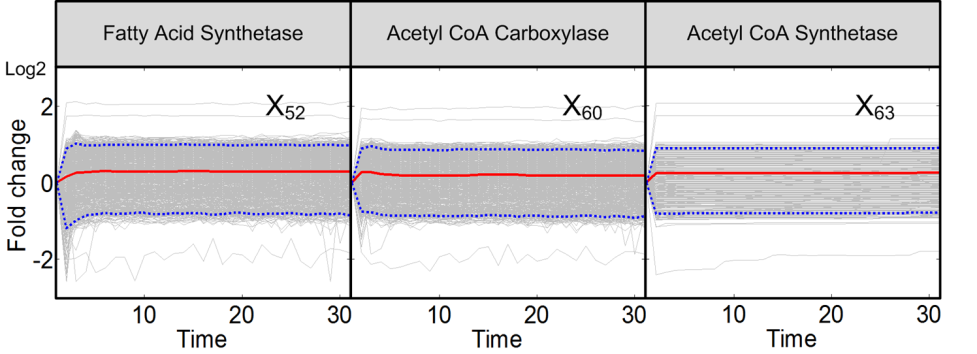 Fatty Acid Synthetase
Acetyl CoA Carboxylase
Acetyl CoA Synthetase
Log2
Fold change
2
0
-2
X52
X60
X63
10 20 30
10 20 30
10 20 30
Time
Time
Time